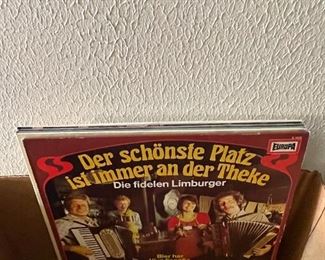 EUROPA
Der schönste Platz
ist immer an der Theke
Die fidelen Limburger
Bier her